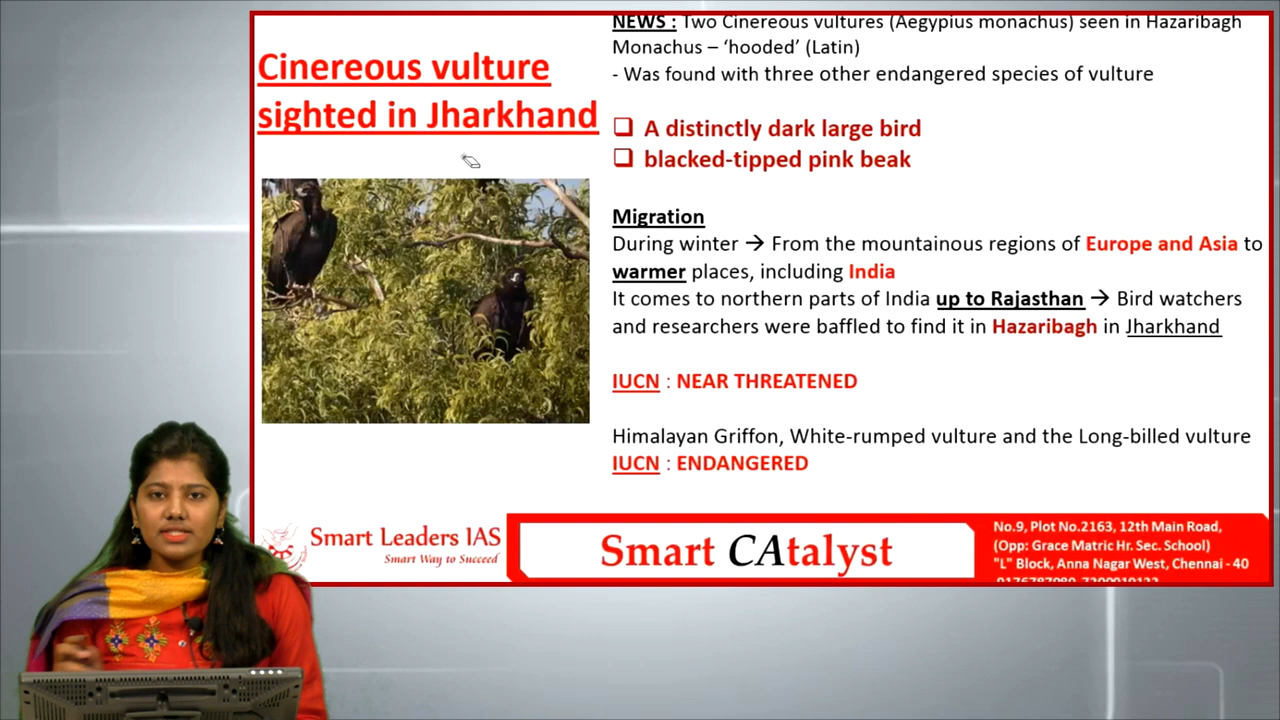 Cinereous vulture
sighted in Jharkhand
NEWS : Two Cinereous vultures (Aegypius monachus) seen in Hazaribagh
Monachus – ‘hooded’ (Latin)
- Was found with three other endangered species of vulture
❑ A distinctly dark large bird
❑ blacked-tipped pink beak
Migration
During winter → From the mountainous regions of Europe and Asia to
warmer places, including India
It comes to northern parts of India up to Rajasthan → Bird watchers
and researchers were baffled to find it in Hazaribagh in Jharkhand
IUCN : NEAR THREATENED
Himalayan Griffon, White-rumped vulture and the Long-billed vulture
IUCN : ENDANGERED
Smart Leaders IAS
Smart Way to Succeed
Smart CAtalyst
No.9, Plot No.2163, 12th Main Road,
(Opp: Grace Matric Hr. Sec. School)
"L" Block, Anna Nagar West, Chennai - 40